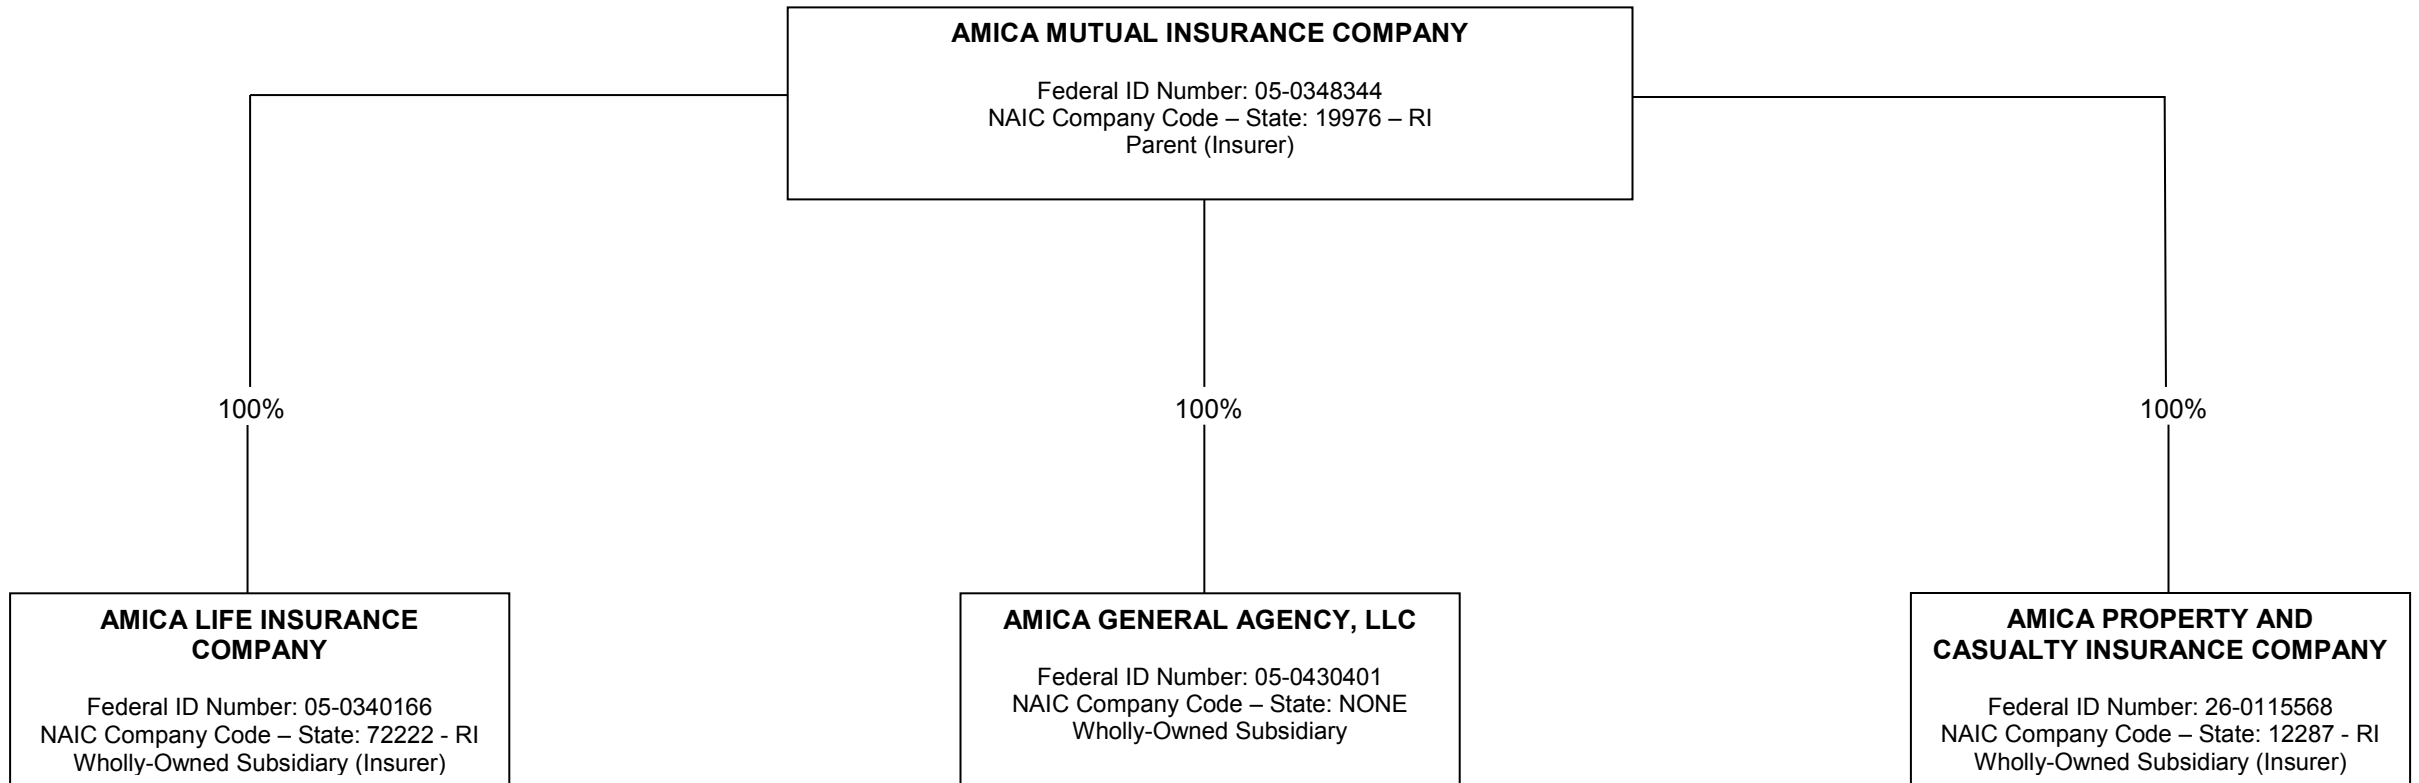 AMICA MUTUAL INSURANCE COMPANY
Federal ID Number: 05-0348344
NAIC Company Code – State: 19976 – RI
Parent (Insurer)
100%
100%
100%
AMICA LIFE INSURANCE
COMPANY
Federal ID Number: 05-0340166
NAIC Company Code – State: 72222 - RI
Wholly-Owned Subsidiary (Insurer)
AMICA GENERAL AGENCY, LLC
Federal ID Number: 05-0430401
NAIC Company Code – State: NONE
Wholly-Owned Subsidiary
AMICA PROPERTY AND
CASUALTY INSURANCE COMPANY
Federal ID Number: 26-0115568
NAIC Company Code – State: 12287 - RI
Wholly-Owned Subsidiary (Insurer)